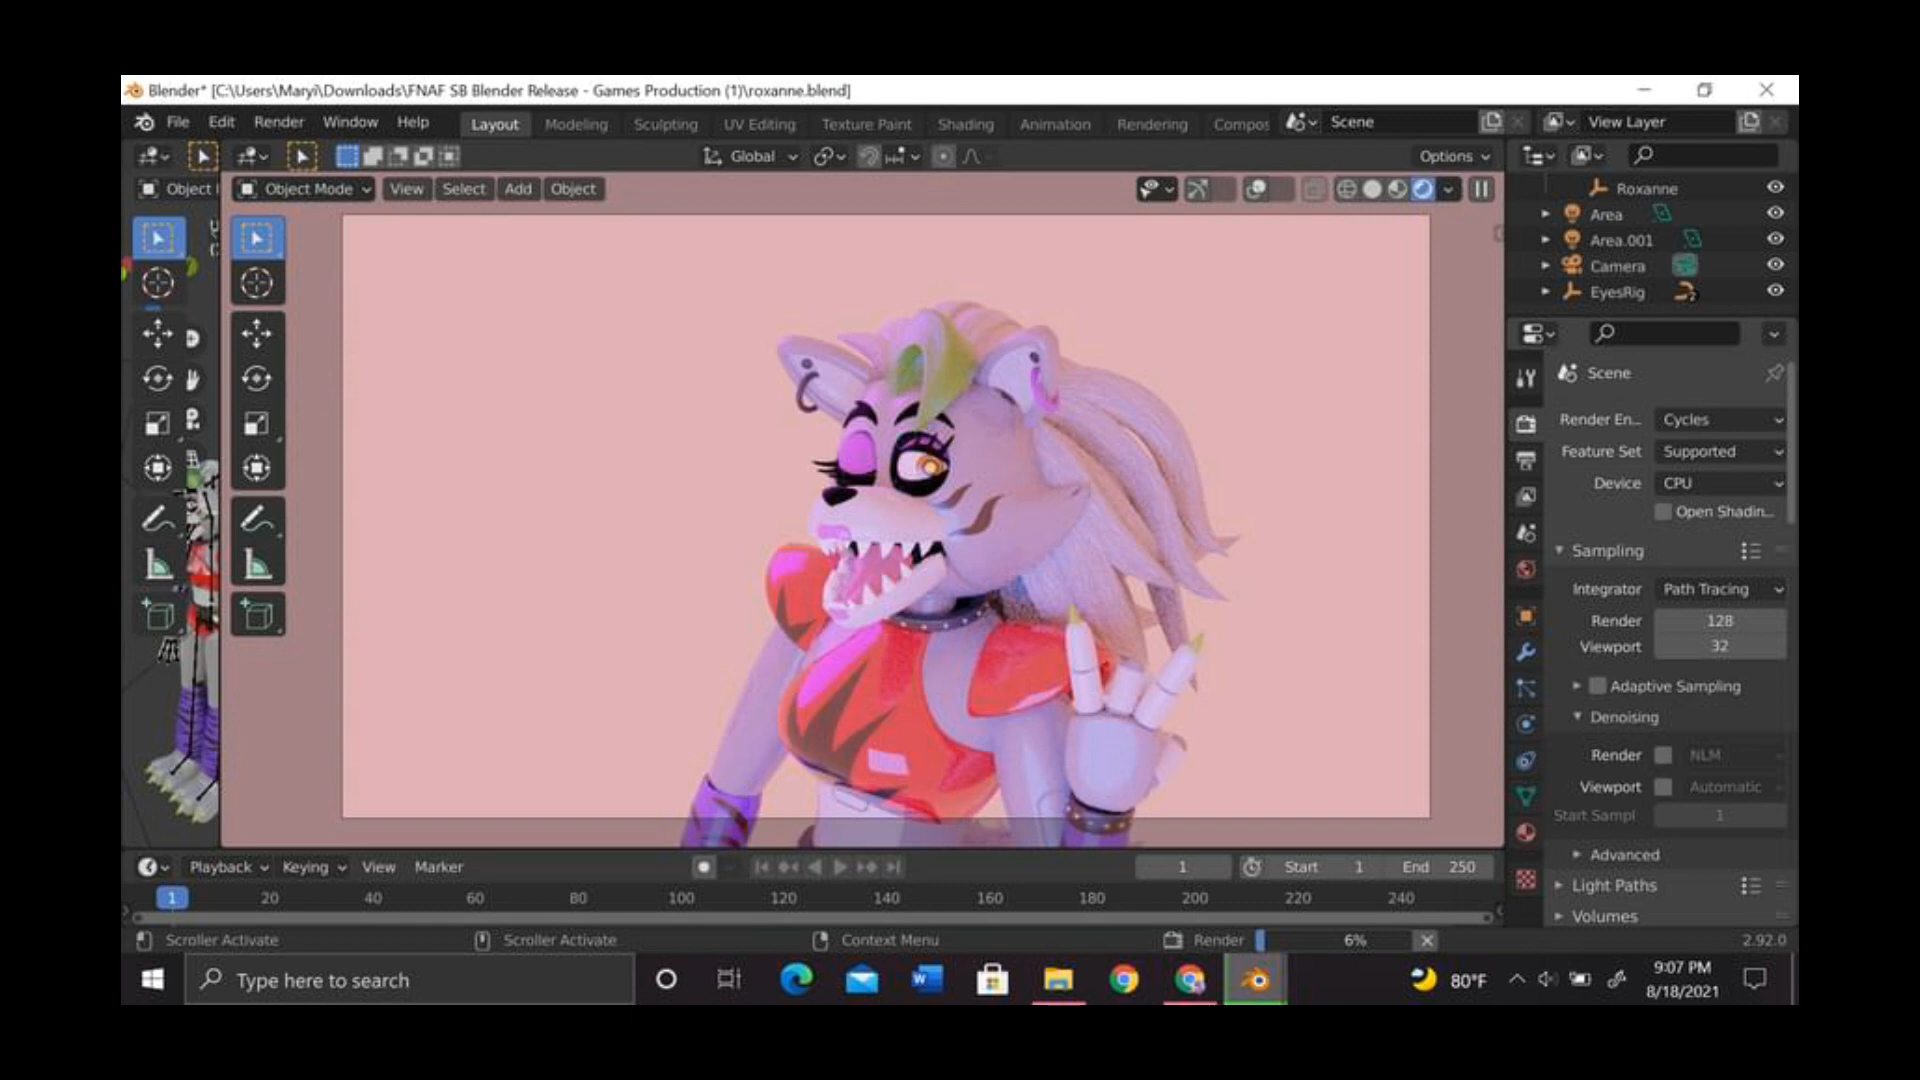 Blender* [C:\Users\Maryi\Downloads\FNAF SB Blender Release - Games Production (1)\roxanne.blend]
File Edit Render Window Help Layout Modeling Sculpting UV Editing Texture Paint Shading Animation Rendering Compos Scene View Layer
Global Options
Object Object Mode View Select Add Object
Roxanne
Area
Area.001
Camera
EyesRig
Scene
Render En... Cycles
Feature Set Supported
Device CPU
Open Shadin...
Sampling
Integrator Path Tracing
Render 128
Viewport 32
Adaptive Sampling
Denoising
Render NLM
Viewport Automatic
Start Sampl 1
Advanced
Light Paths
Volumes
Playback Keying View Marker 1 Start 1 End 250
1 20 40 60 80 100 120 140 160 180 200 220 240
Scroller Activate Scroller Activate Context Menu Render 6% 2.92.0
Type here to search 80°F 9:07 PM
8/18/2021